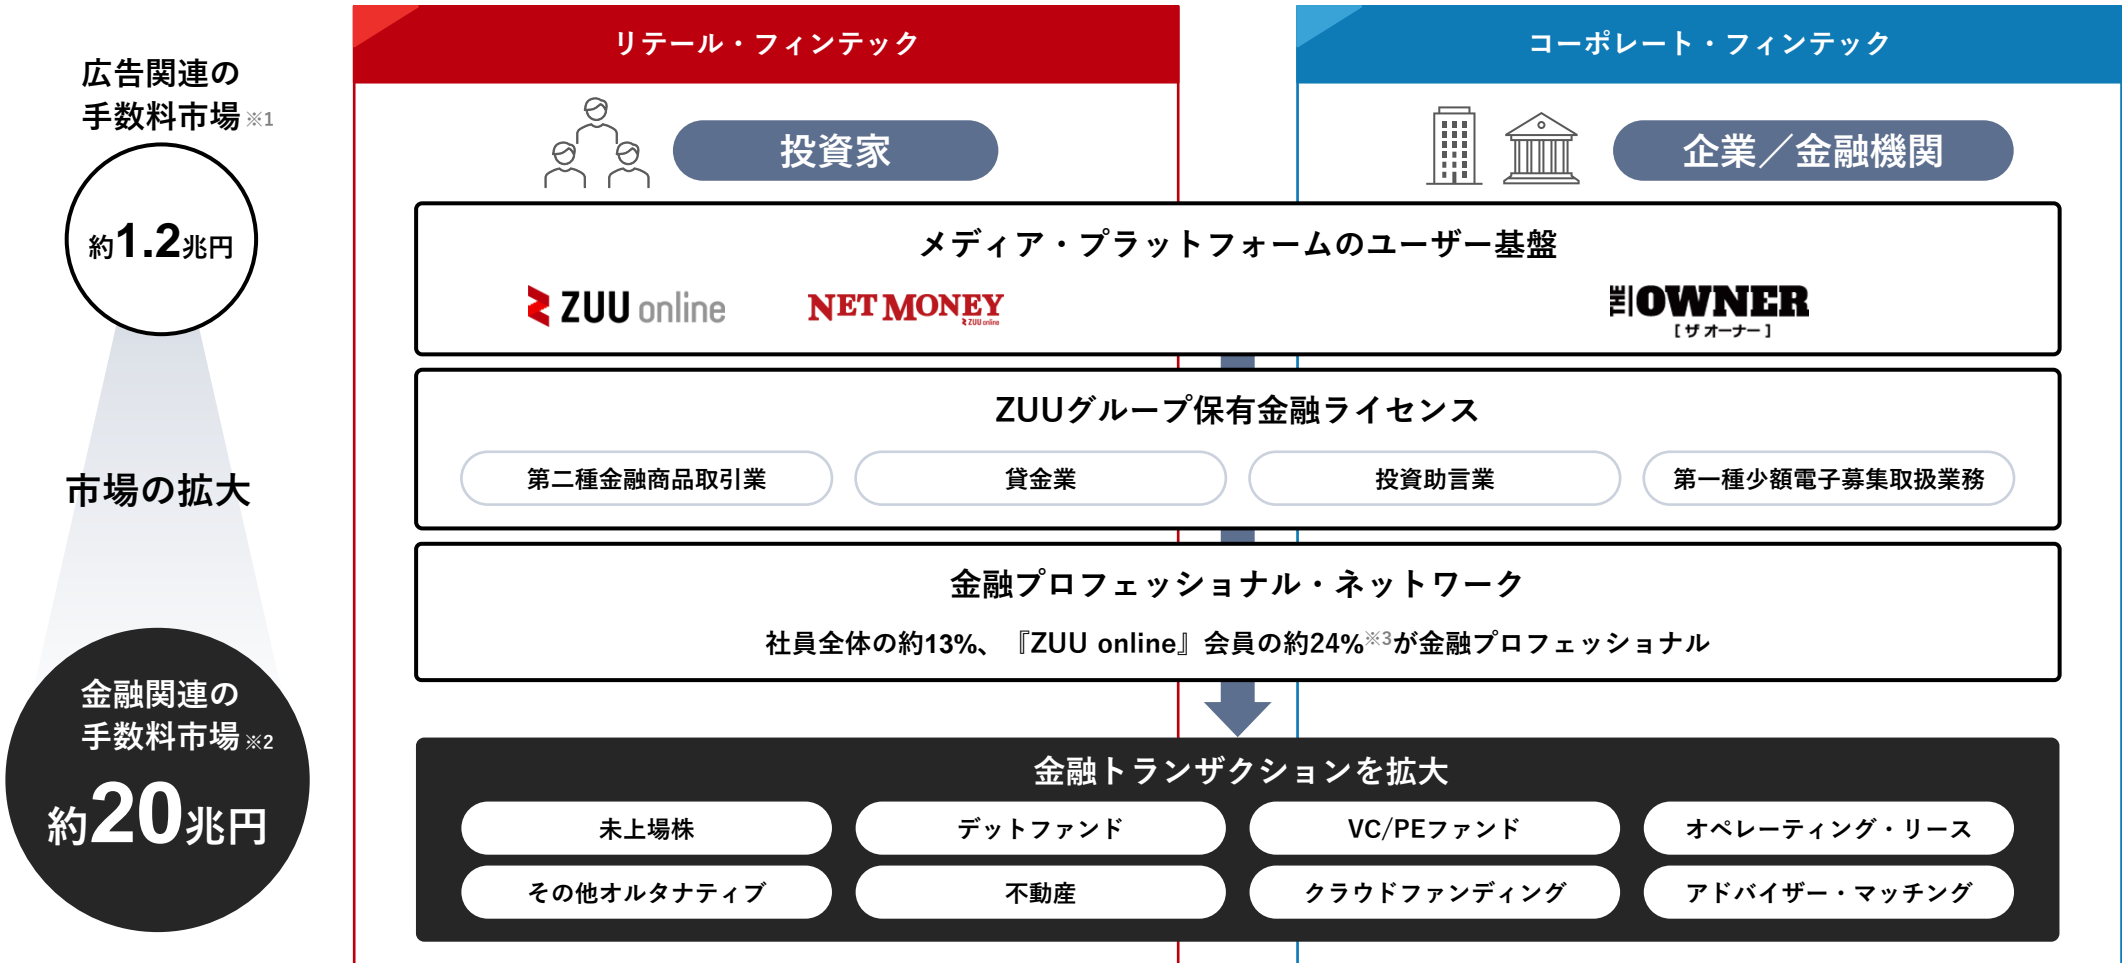 広告関連の
手数料市場 ※1
約1.2兆円
市場の拡大
金融関連の
手数料市場 ※2
約20兆円
リテール・フィンテック
コーポレート・フィンテック
投資家
企業／金融機関
メディア・プラットフォームのユーザー基盤
ZUU online
NET MONEY
ZUU online
THE OWNER
[ ザ オーナー ]
ZUUグループ保有金融ライセンス
第二種金融商品取引業
貸金業
投資助言業
第一種少額電子募集取扱業務
金融プロフェッショナル・ネットワーク
社員全体の約13%、『ZUU online』会員の約24%※3が金融プロフェッショナル
金融トランザクションを拡大
未上場株
デットファンド
VC/PEファンド
オペレーティング・リース
その他オルタナティブ
不動産
クラウドファンディング
アドバイザー・マッチング